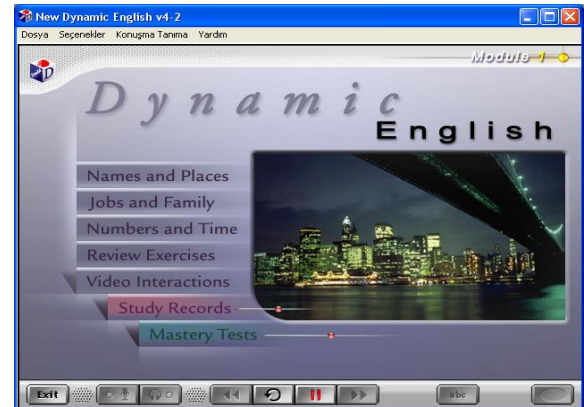 New Dynamic English v4-2
Dosya Seçenekler Konuşma Tanıma Yardım
Module 1
Dynamic
English
Names and Places
Jobs and Family
Numbers and Time
Review Exercises
Video Interactions
Study Records
Mastery Tests
Exit
abc